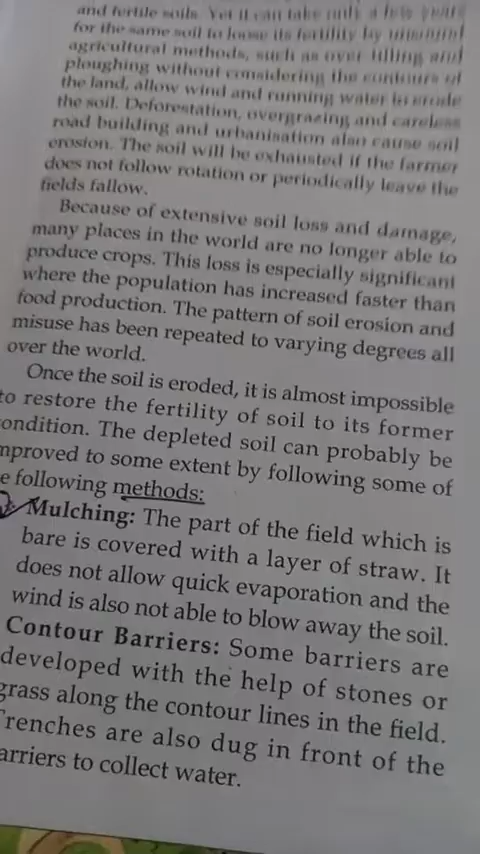 and fertile soils. Yet it can take only a few years
for the same soil to loose its fertility by
agricultural methods, such as over tilling and
ploughing without considering the contours of
the land, allow wind and running water to erode
the soil. Deforestation, overgrazing and careless
road building and urbanisation also cause soil
erosion. The soil will be exhausted if the farmer
does not follow rotation or periodically leave the
fields fallow.
Because of extensive soil loss and damage,
many places in the world are no longer able to
produce crops. This loss is especially significant
where the population has increased faster than
food production. The pattern of soil erosion and
misuse has been repeated to varying degrees all
over the world.
Once the soil is eroded, it is almost impossible
to restore the fertility of soil to its former
ondition. The depleted soil can probably be
mproved to some extent by following some of
e following methods:
Mulching: The part of the field which is
bare is covered with a layer of straw. It
does not allow quick evaporation and the
wind is also not able to blow away the soil.
Contour Barriers: Some barriers are
developed with the help of stones or
grass along the contour lines in the field.
Trenches are also dug in front of the
arriers to collect water.